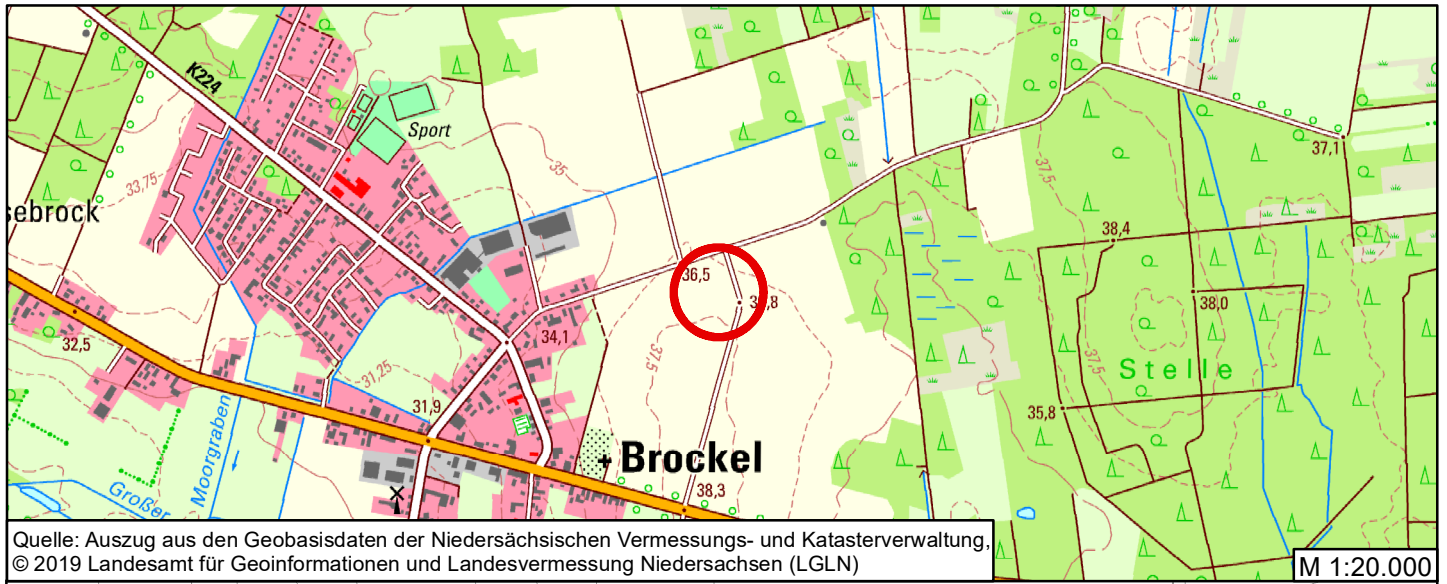 K224
Sport
35
33,75
sebrock
37,1
37,5
38,4
36,5
38,0
34,1
32,5
37,5
37,5
Stelle
31,25
31,9
35,8
Moorgraben
Brockel
Großer
38,3
Quelle: Auszug aus den Geobasisdaten der Niedersächsischen Vermessungs- und Katasterverwaltung,
© 2019 Landesamt für Geoinformationen und Landesvermessung Niedersachsen (LGLN)
M 1:20.000